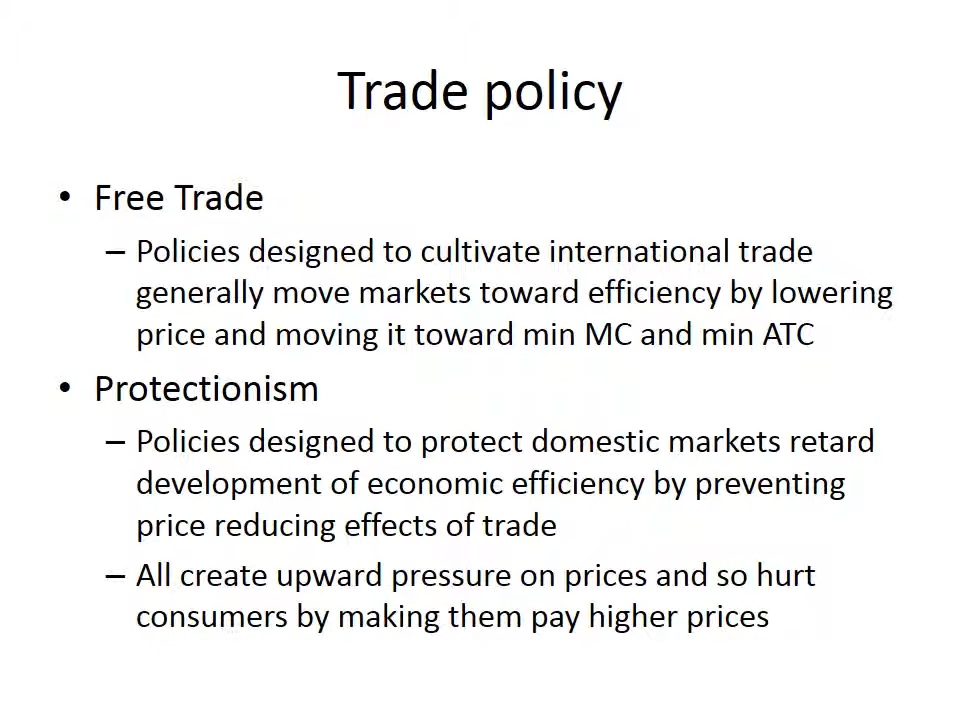 Trade policy
• Free Trade
– Policies designed to cultivate international trade
generally move markets toward efficiency by lowering
price and moving it toward min MC and min ATC
• Protectionism
– Policies designed to protect domestic markets retard
development of economic efficiency by preventing
price reducing effects of trade
– All create upward pressure on prices and so hurt
consumers by making them pay higher prices